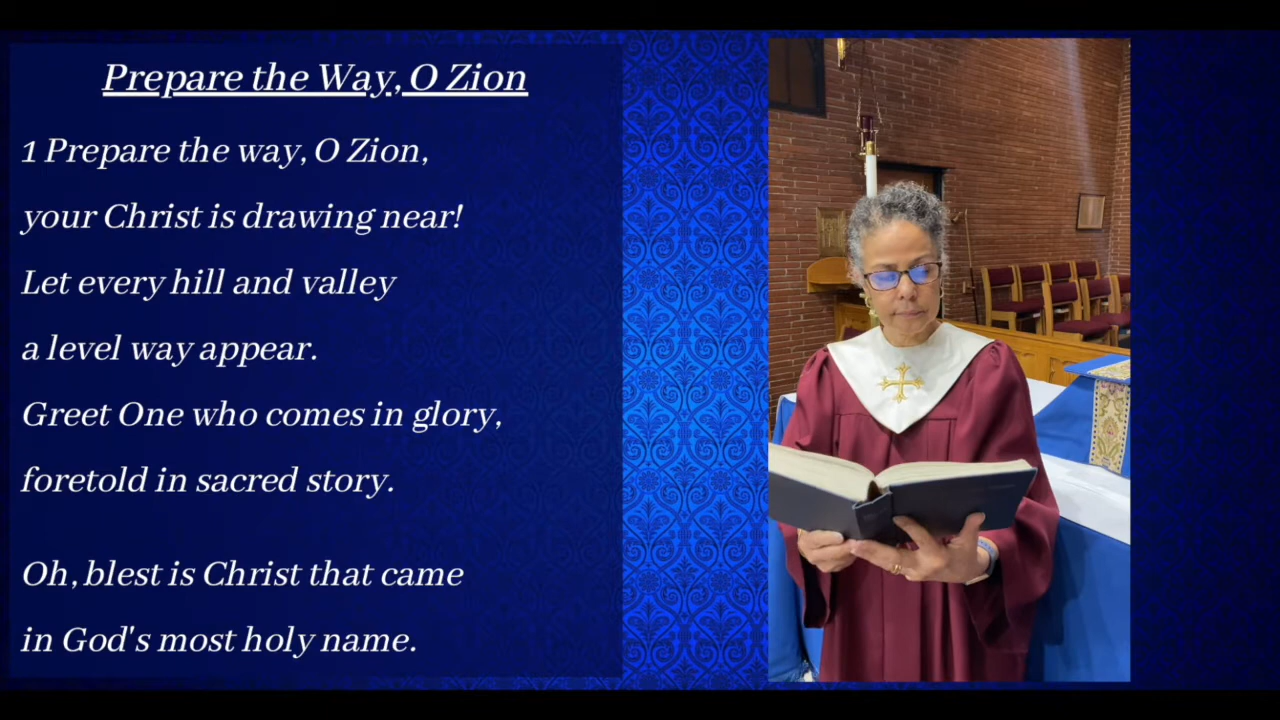 Prepare the Way, O Zion
1 Prepare the way, O Zion,
your Christ is drawing near!
Let every hill and valley
a level way appear.
Greet One who comes in glory,
foretold in sacred story.
Oh, blest is Christ that came
in God's most holy name.